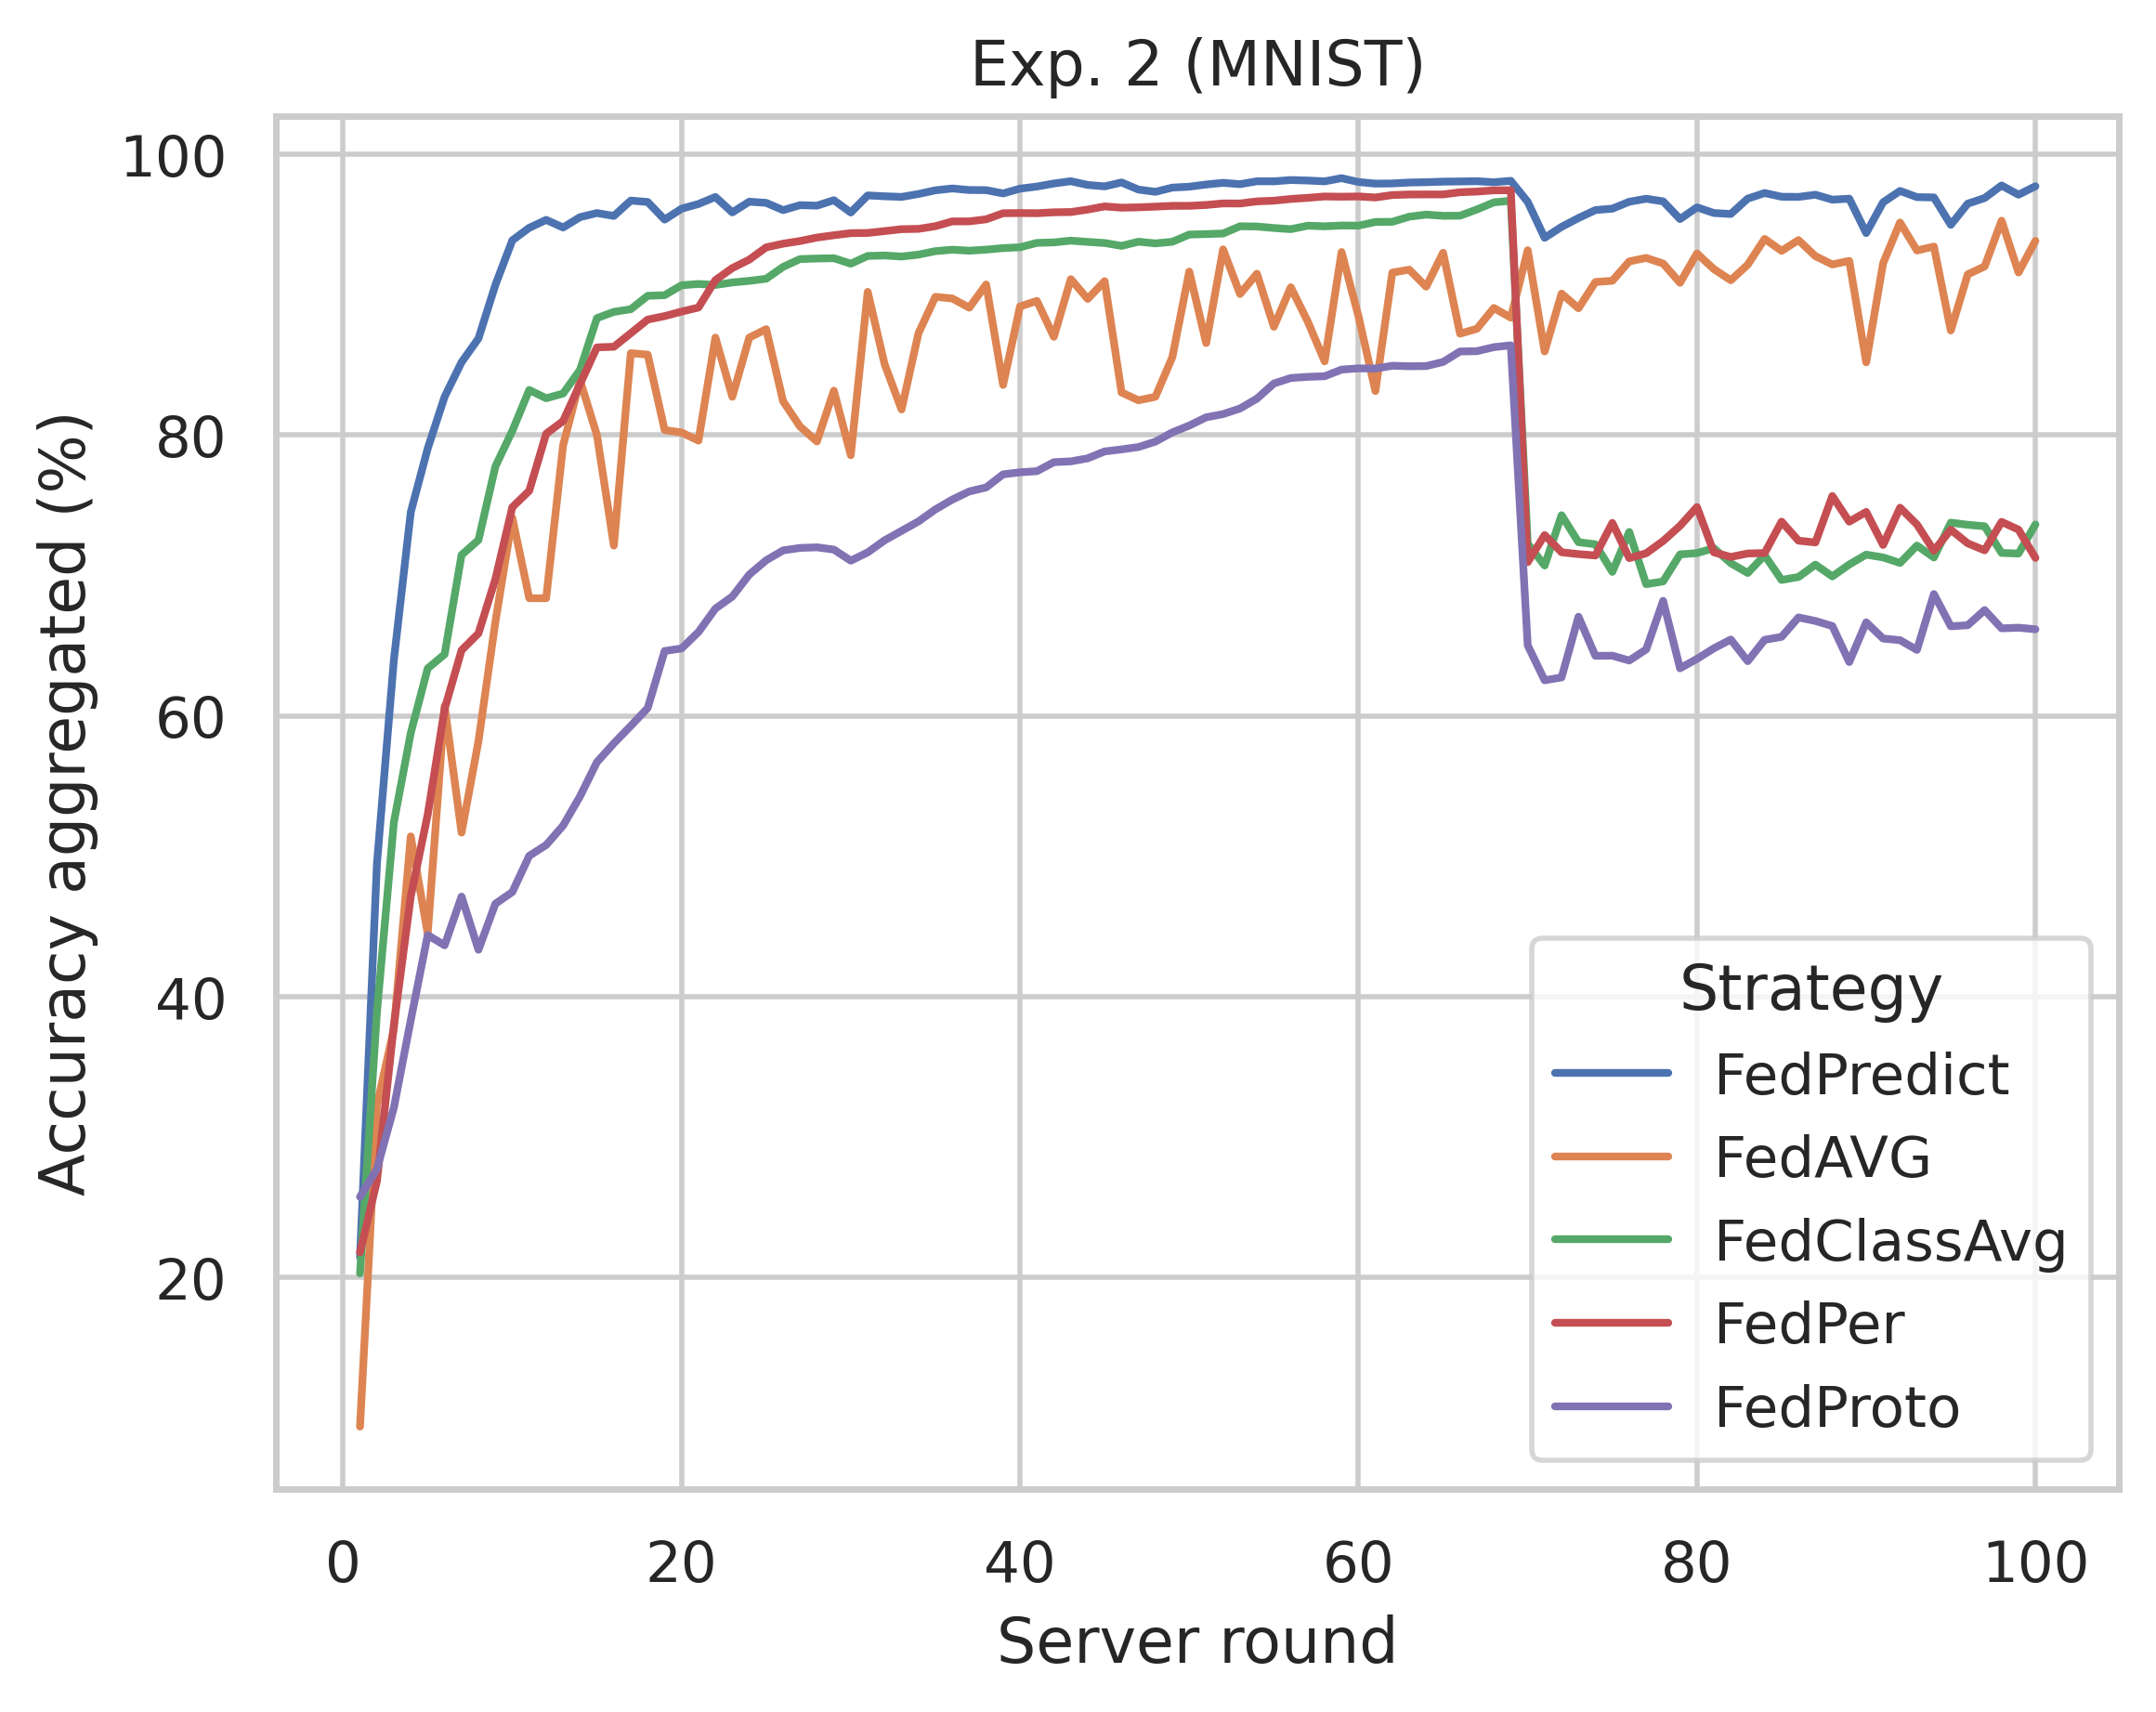 Exp. 2 (MNIST)
Accuracy aggregated (%)
100
80
60
40
20
0
20
40
60
80
100
Server round
Strategy
FedPredict
FedAVG
FedClassAvg
FedPer
FedProto